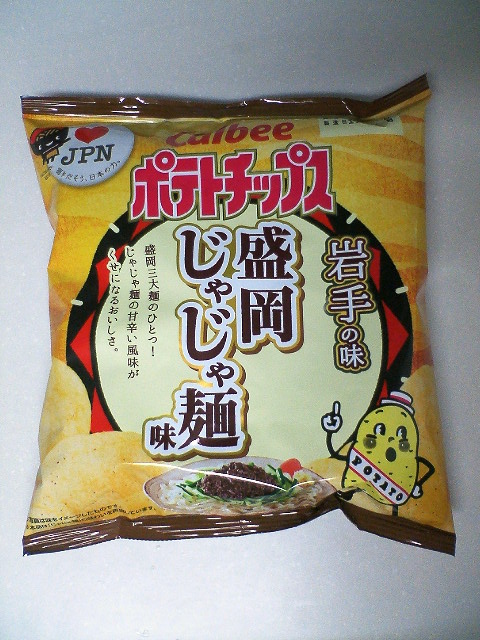 Calbee
JPN
ポテトチップス
岩手の味
盛岡
じゃじゃ麺
味
盛岡三大麺のひとつ！
じゃじゃ麺の甘辛い風味が
くせになるおいしさ。
POTATO